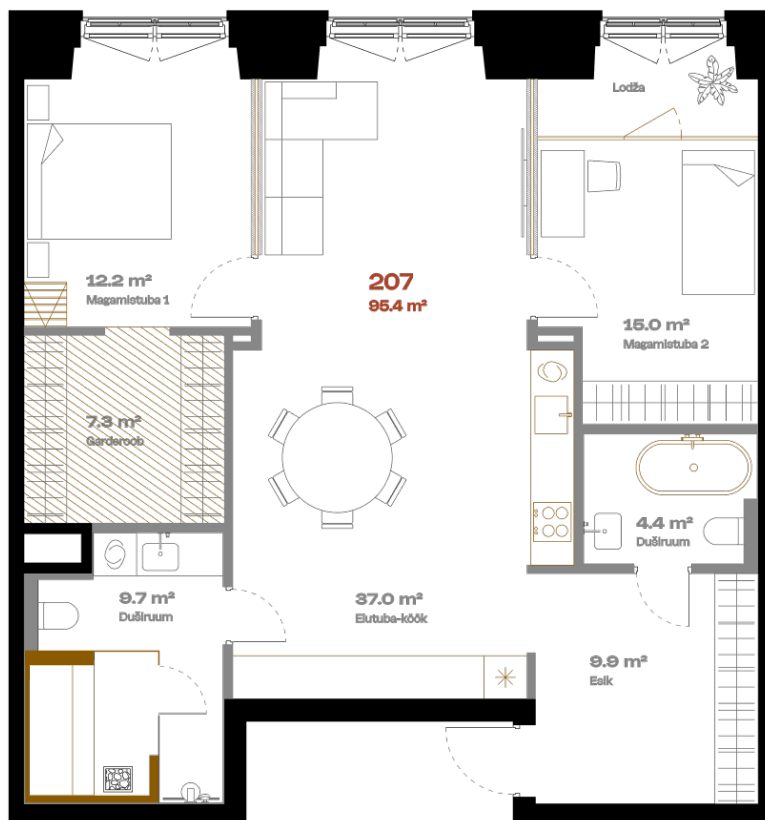 Lodža
12.2 m²
Magamistuba 1
207
95.4 m²
15.0 m²
Magamistuba 2
7.3 m²
Garderoob
4.4 m²
Duširuum
9.7 m²
Duširuum
37.0 m²
Elutuba-köök
9.9 m²
Esik